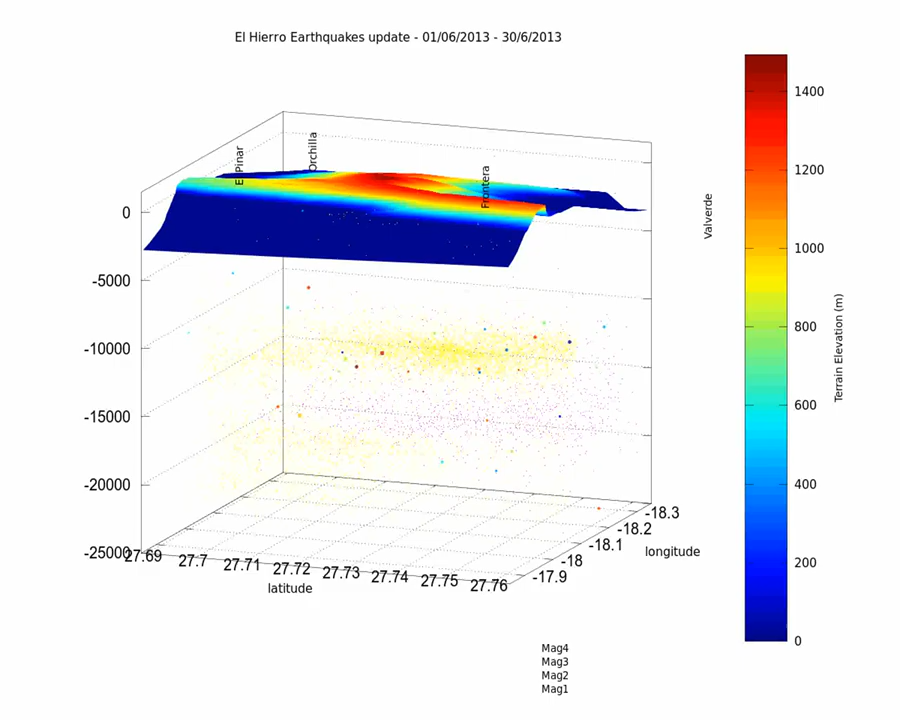 El Hierro Earthquakes update - 01/06/2013 - 30/6/2013
El Pinar
Orchilla
Frontera
Valverde
0
-5000
-10000
-15000
-20000
-25000
27.69
27.7
27.71
27.72
27.73
27.74
27.75
27.76
latitude
-17.9
-18
-18.1
-18.2
-18.3
longitude
1400
1200
1000
800
600
400
200
0
Terrain Elevation (m)
Mag4
Mag3
Mag2
Mag1